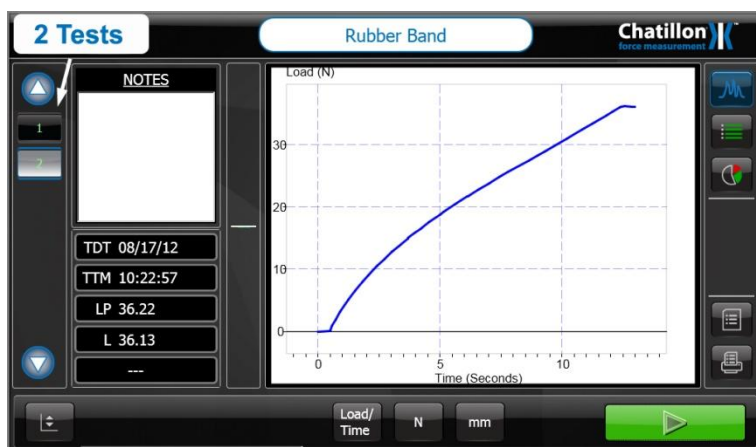 2 Tests
Rubber Band
Chatillon
force measurement
1
2
NOTES
TDT 08/17/12
TTM 10:22:57
LP 36.22
L 36.13
---
Load (N)
30
20
10
0
0 5 10
Time (Seconds)
Load/
Time
N
mm